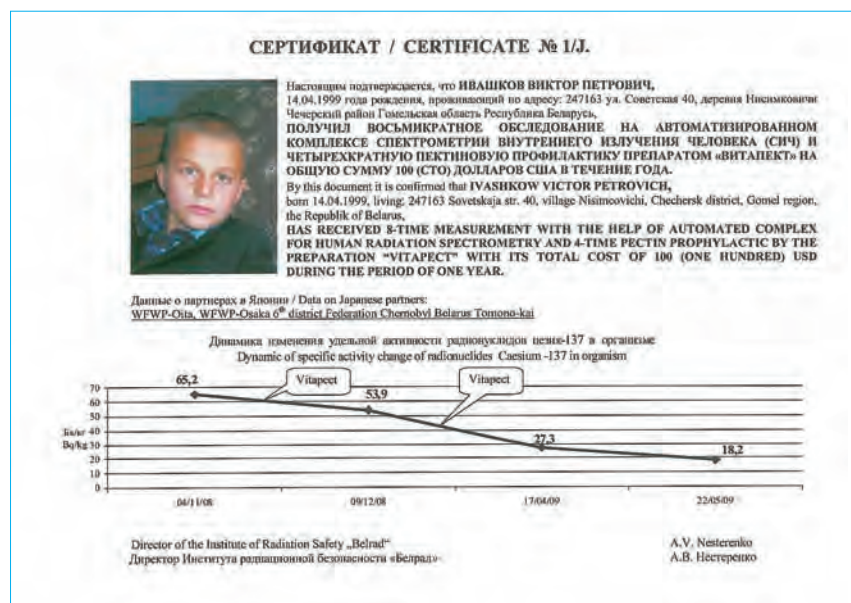 СЕРТИФИКАТ / CERTIFICATE № 1/J.
Настоящим подтверждается, что ИВАШКОВ ВИКТОР ПЕТРОВИЧ,
14.04.1999 года рождения, проживающий по адресу: 247163 ул. Советская 40, деревня Нисимковичи
Чечерский район Гомельская область Республика Беларусь,
ПОЛУЧИЛ ВОСЬМИКРАТНОЕ ОБСЛЕДОВАНИЕ НА АВТОМАТИЗИРОВАННОМ
КОМПЛЕКСЕ СПЕКТРОМЕТРИИ ВНУТРЕННЕГО ИЗЛУЧЕНИЯ ЧЕЛОВЕКА (СИЧ) И
ЧЕТЫРЕХКРАТНУЮ ПЕКТИНОВУЮ ПРОФИЛАКТИКУ ПРЕПАРАТОМ «ВИТАПЕКТ» НА
ОБЩУЮ СУММУ 100 (СТО) ДОЛЛАРОВ США В ТЕЧЕНИЕ ГОДА.
By this document it is confirmed that IVASHKOW VICTOR PETROVICH,
born 14.04.1999, living: 247163 Sovetskaja str. 40, village Nisimcovichi, Chechersk district, Gomel region,
the Republik of Belarus,
HAS RECEIVED 8-TIME MEASUREMENT WITH THE HELP OF AUTOMATED COMPLEX
FOR HUMAN RADIATION SPECTROMETRY AND 4-TIME PECTIN PROPHYLACTIC BY THE
PREPARATION "VITAPECT" WITH ITS TOTAL COST OF 100 (ONE HUNDRED) USD
DURING THE PERIOD OF ONE YEAR.
Данные о партнерах в Японии / Data on Japanese partners:
WFWP-Oita, WFWP-Osaka 6th district Federation Chernobyl Belarus Tomono-kai
Динамика изменения удельной активности радионуклидов цезия-137 в организме
Dynamic of specific activity change of radionuclides Caesium -137 in organism
Vitapect
Vitapect
65,2
53,9
27,3
18,2
Бк/кг
Bq/kg
70
60
50
40
30
20
10
0
04/11/08
09/12/08
17/04/09
22/05/09
Director of the Institute of Radiation Safety „Belrad“
A.V. Nesterenko
Директор Института радиационной безопасности «Белрад»
А.В. Нестеренко